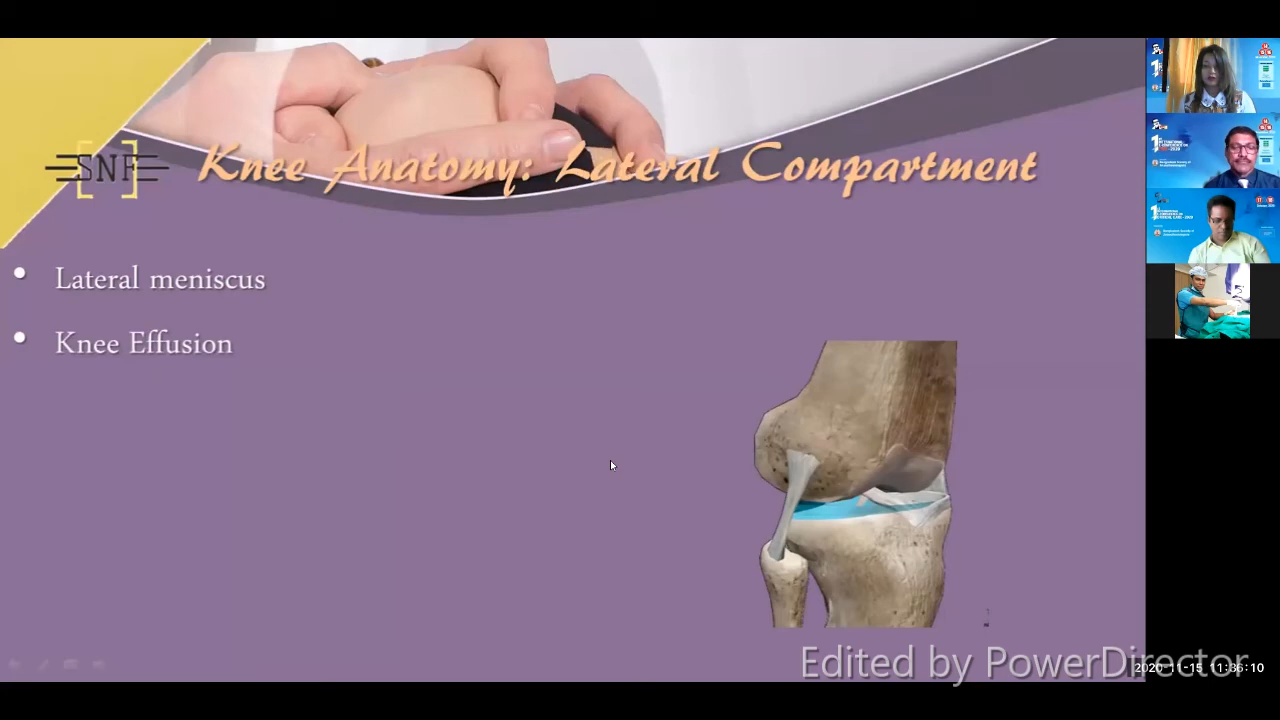 SNF
Knee Anatomy: Lateral Compartment
• Lateral meniscus
• Knee Effusion
Edited by PowerDirector
2020-11-15 11:36:10